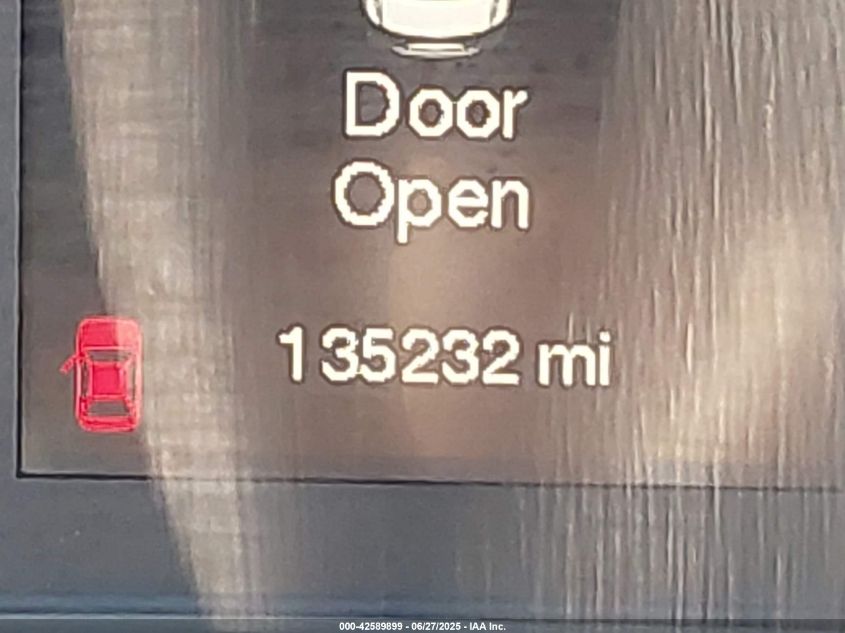 Door
Open
135232 mi
000-42589899 - 06/27/2025 - IAA Inc.